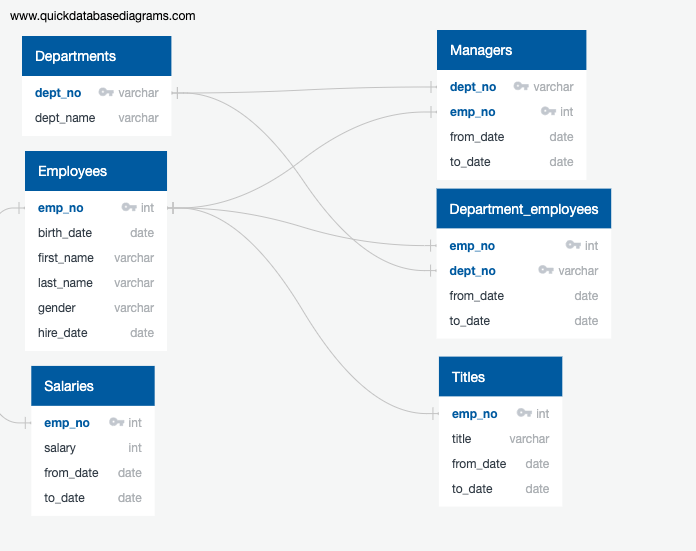 www.quickdatabasediagrams.com
Departments
dept_no varchar
dept_name varchar
Employees
emp_no int
birth_date date
first_name varchar
last_name varchar
gender varchar
hire_date date
Salaries
emp_no int
salary int
from_date date
to_date date
Managers
dept_no varchar
emp_no int
from_date date
to_date date
Department_employees
emp_no int
dept_no varchar
from_date date
to_date date
Titles
emp_no int
title varchar
from_date date
to_date date